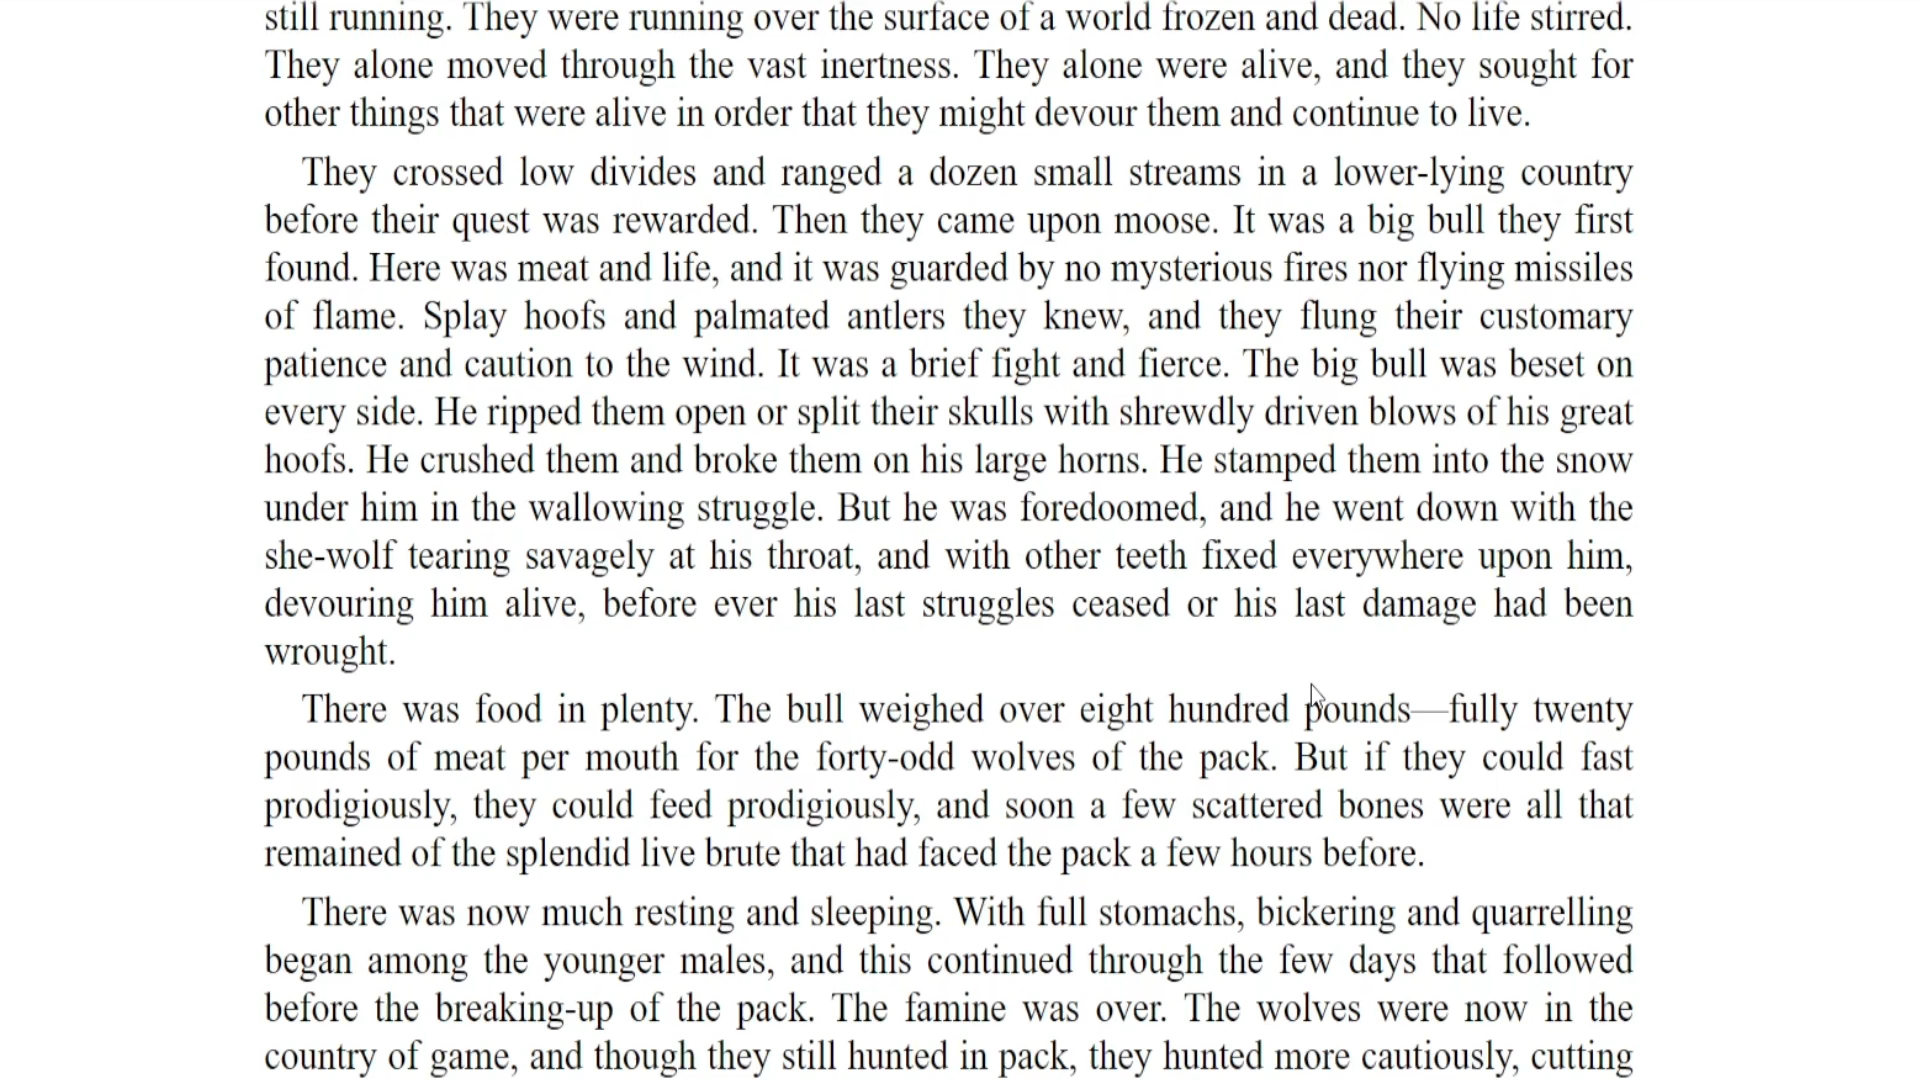 still running. They were running over the surface of a world frozen and dead. No life stirred.
They alone moved through the vast inertness. They alone were alive, and they sought for
other things that were alive in order that they might devour them and continue to live.
They crossed low divides and ranged a dozen small streams in a lower-lying country
before their quest was rewarded. Then they came upon moose. It was a big bull they first
found. Here was meat and life, and it was guarded by no mysterious fires nor flying missiles
of flame. Splay hoofs and palmated antlers they knew, and they flung their customary
patience and caution to the wind. It was a brief fight and fierce. The big bull was beset on
every side. He ripped them open or split their skulls with shrewdly driven blows of his great
hoofs. He crushed them and broke them on his large horns. He stamped them into the snow
under him in the wallowing struggle. But he was foredoomed, and he went down with the
she-wolf tearing savagely at his throat, and with other teeth fixed everywhere upon him,
devouring him alive, before ever his last struggles ceased or his last damage had been
wrought.
There was food in plenty. The bull weighed over eight hundred pounds—fully twenty
pounds of meat per mouth for the forty-odd wolves of the pack. But if they could fast
prodigiously, they could feed prodigiously, and soon a few scattered bones were all that
remained of the splendid live brute that had faced the pack a few hours before.
There was now much resting and sleeping. With full stomachs, bickering and quarrelling
began among the younger males, and this continued through the few days that followed
before the breaking-up of the pack. The famine was over. The wolves were now in the
country of game, and though they still hunted in pack, they hunted more cautiously, cutting